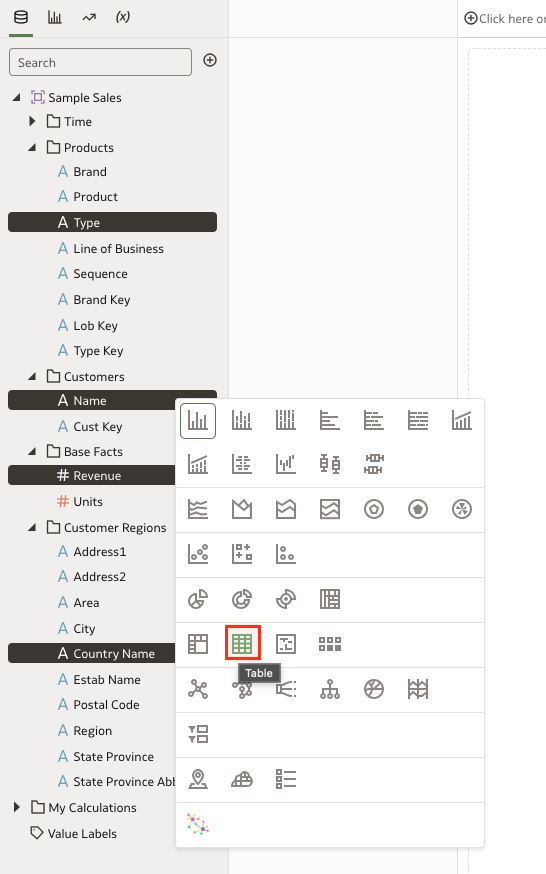 (x)
Click here or
Search
Sample Sales
Time
Products
A Brand
A Product
A Type
A Line of Business
A Sequence
A Brand Key
A Lob Key
A Type Key
Customers
A Name
A Cust Key
Base Facts
# Revenue
# Units
Customer Regions
A Address1
A Address2
A Area
A City
A Country Name
Table
A Estab Name
A Postal Code
A Region
A State Province
A State Province Abb
My Calculations
Value Labels